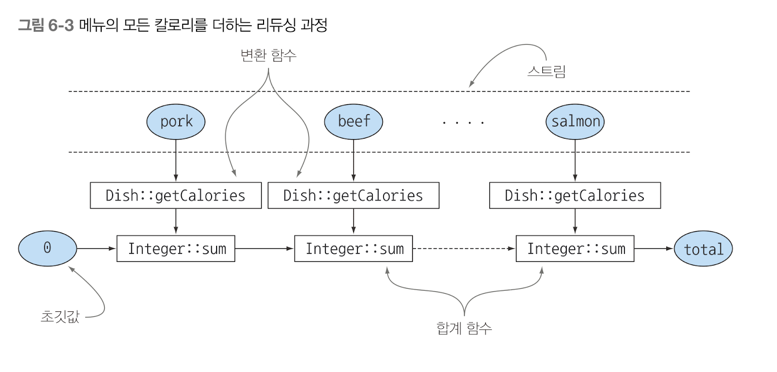 그림 6-3 메뉴의 모든 칼로리를 더하는 리듀싱 과정
변환 함수
스트림
pork
beef
....
salmon
Dish::getCalories
Dish::getCalories
Dish::getCalories
0
Integer::sum
Integer::sum
Integer::sum
total
초깃값
합계 함수